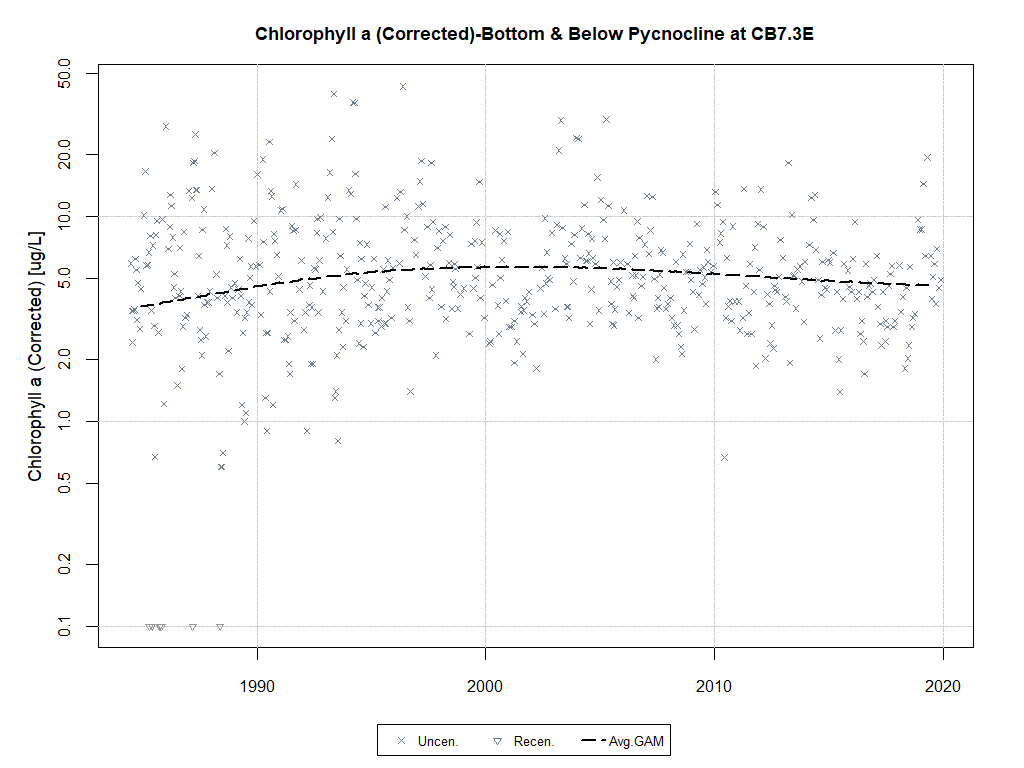 Chlorophyll a (Corrected)-Bottom & Below Pycnocline at CB7.3E
Chlorophyll a (Corrected) [ug/L]
50.0
20.0
10.0
5.0
2.0
1.0
0.5
0.2
0.1
1990 2000 2010 2020
Uncen. Recen. Avg.GAM